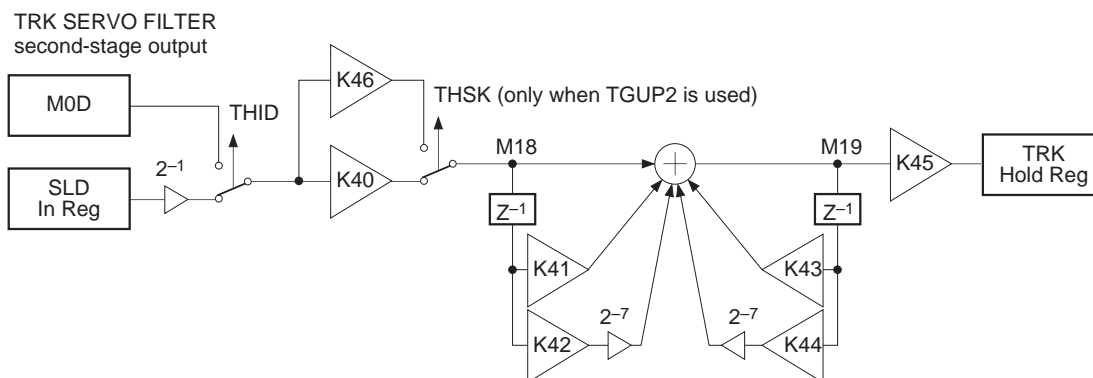 TRK SERVO FILTER
second-stage output
M0D
THID
K46
THSK (only when TGUP2 is used)
SLD
In Reg
2–1
K40
M18
M19
K45
TRK
Hold Reg
Z–1
Z–1
K41
K43
K42
2–7
2–7
K44